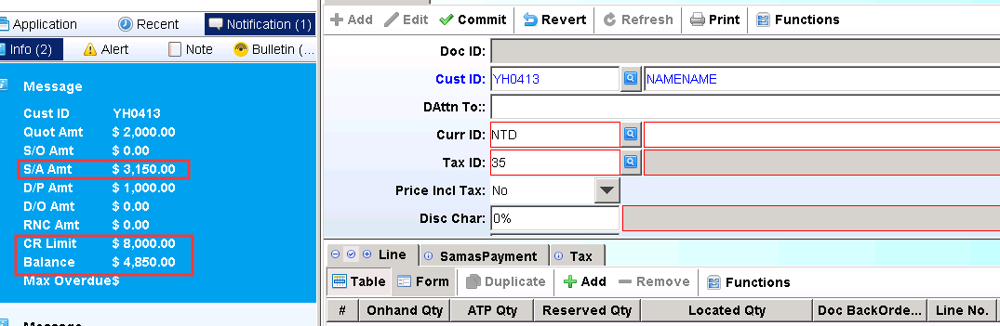 Application Recent Notification (1)
Info (2) Alert Note Bulletin (...
Message
Cust ID YH0413
Quot Amt $ 2,000.00
S/O Amt $ 0.00
S/A Amt $ 3,150.00
D/P Amt $ 1,000.00
D/O Amt $ 0.00
RNC Amt $ 0.00
CR Limit $ 8,000.00
Balance $ 4,850.00
Max Overdue$
Message
Add Edit Commit Revert Refresh Print Functions
Doc ID:
Cust ID: YH0413 NAMENAME
DAttn To::
Curr ID: NTD
Tax ID: 35
Price Incl Tax: No
Disc Char: 0%
Line SamasPayment Tax
Table Form Duplicate Add Remove Functions
# Onhand Qty ATP Qty Reserved Qty Located Qty Doc BackOrde... Line No.